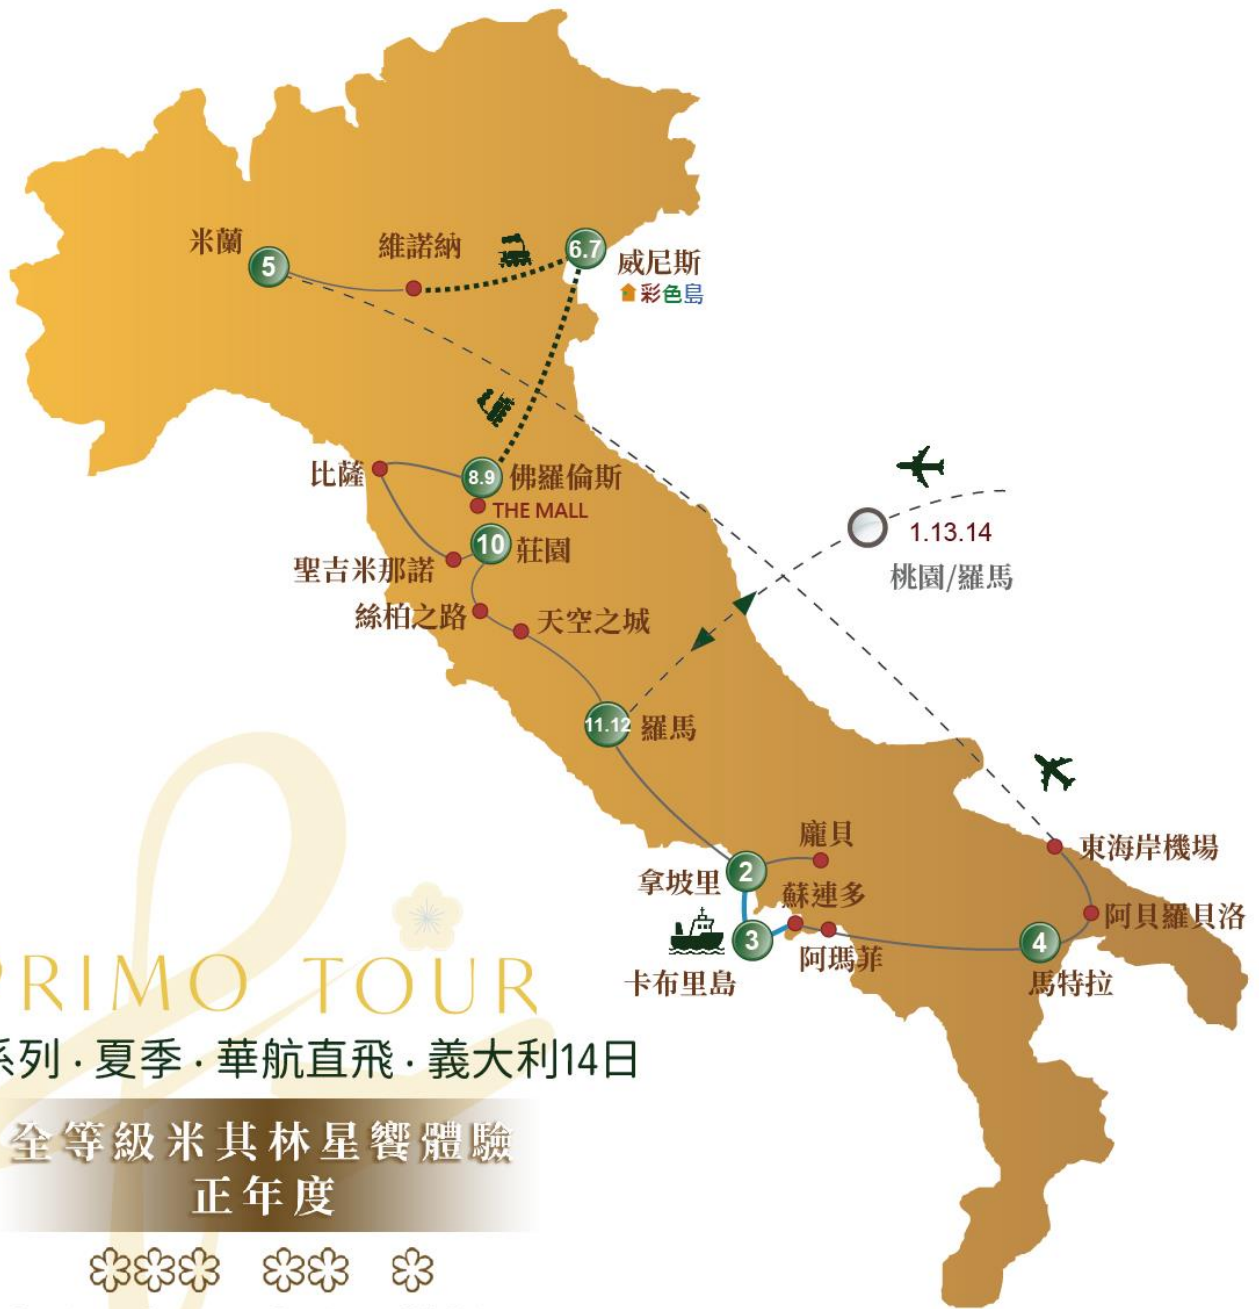 米蘭
5
維諾納
6.7
威尼斯
彩色島
比薩
8.9
佛羅倫斯
THE MALL
10
莊園
聖吉米那諾
絲柏之路
天空之城
1.13.14
桃園/羅馬
11.12
羅馬
龐貝
2
拿坡里
蘇連多
3
卡布里島
阿瑪菲
4
馬特拉
東海岸機場
阿貝羅貝洛
PRIMO TOUR
系列·夏季·華航直飛·義大利14日
全等級米其林星饗體驗
正年度